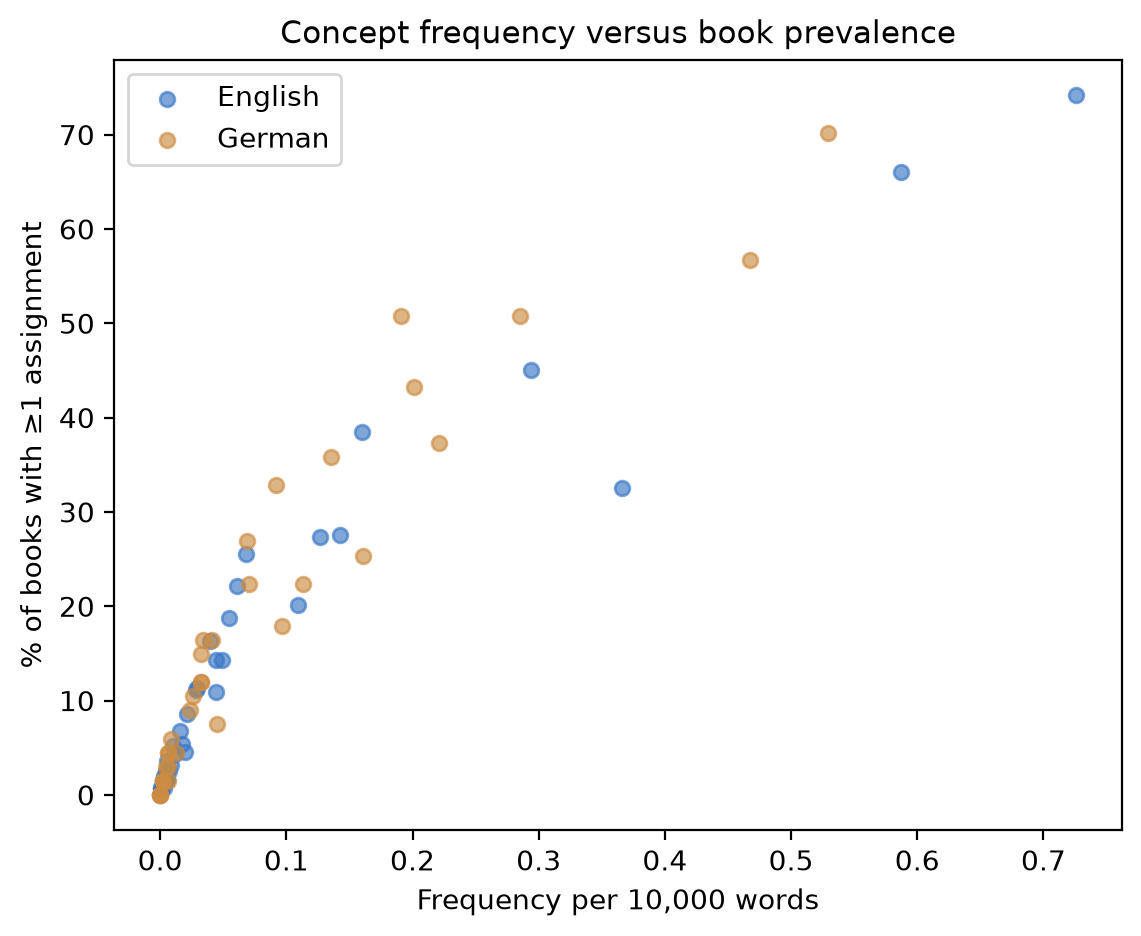 Concept frequency versus book prevalence
English
German
% of books with ≥1 assignment
70
60
50
40
30
20
10
0
0.0 0.1 0.2 0.3 0.4 0.5 0.6 0.7
Frequency per 10,000 words